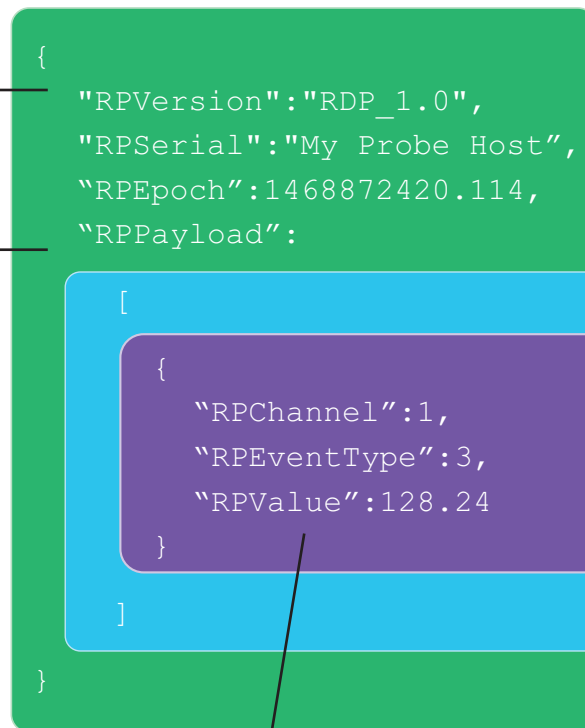 {
"RPVersion":"RDP_1.0",
"RPSerial":"My Probe Host”,
“RPEpoch”:1468872420.114,
“RPPayload”:
[
{
“RPChannel”:1,
“RPEventType”:3,
“RPValue”:128.24
}
]
}